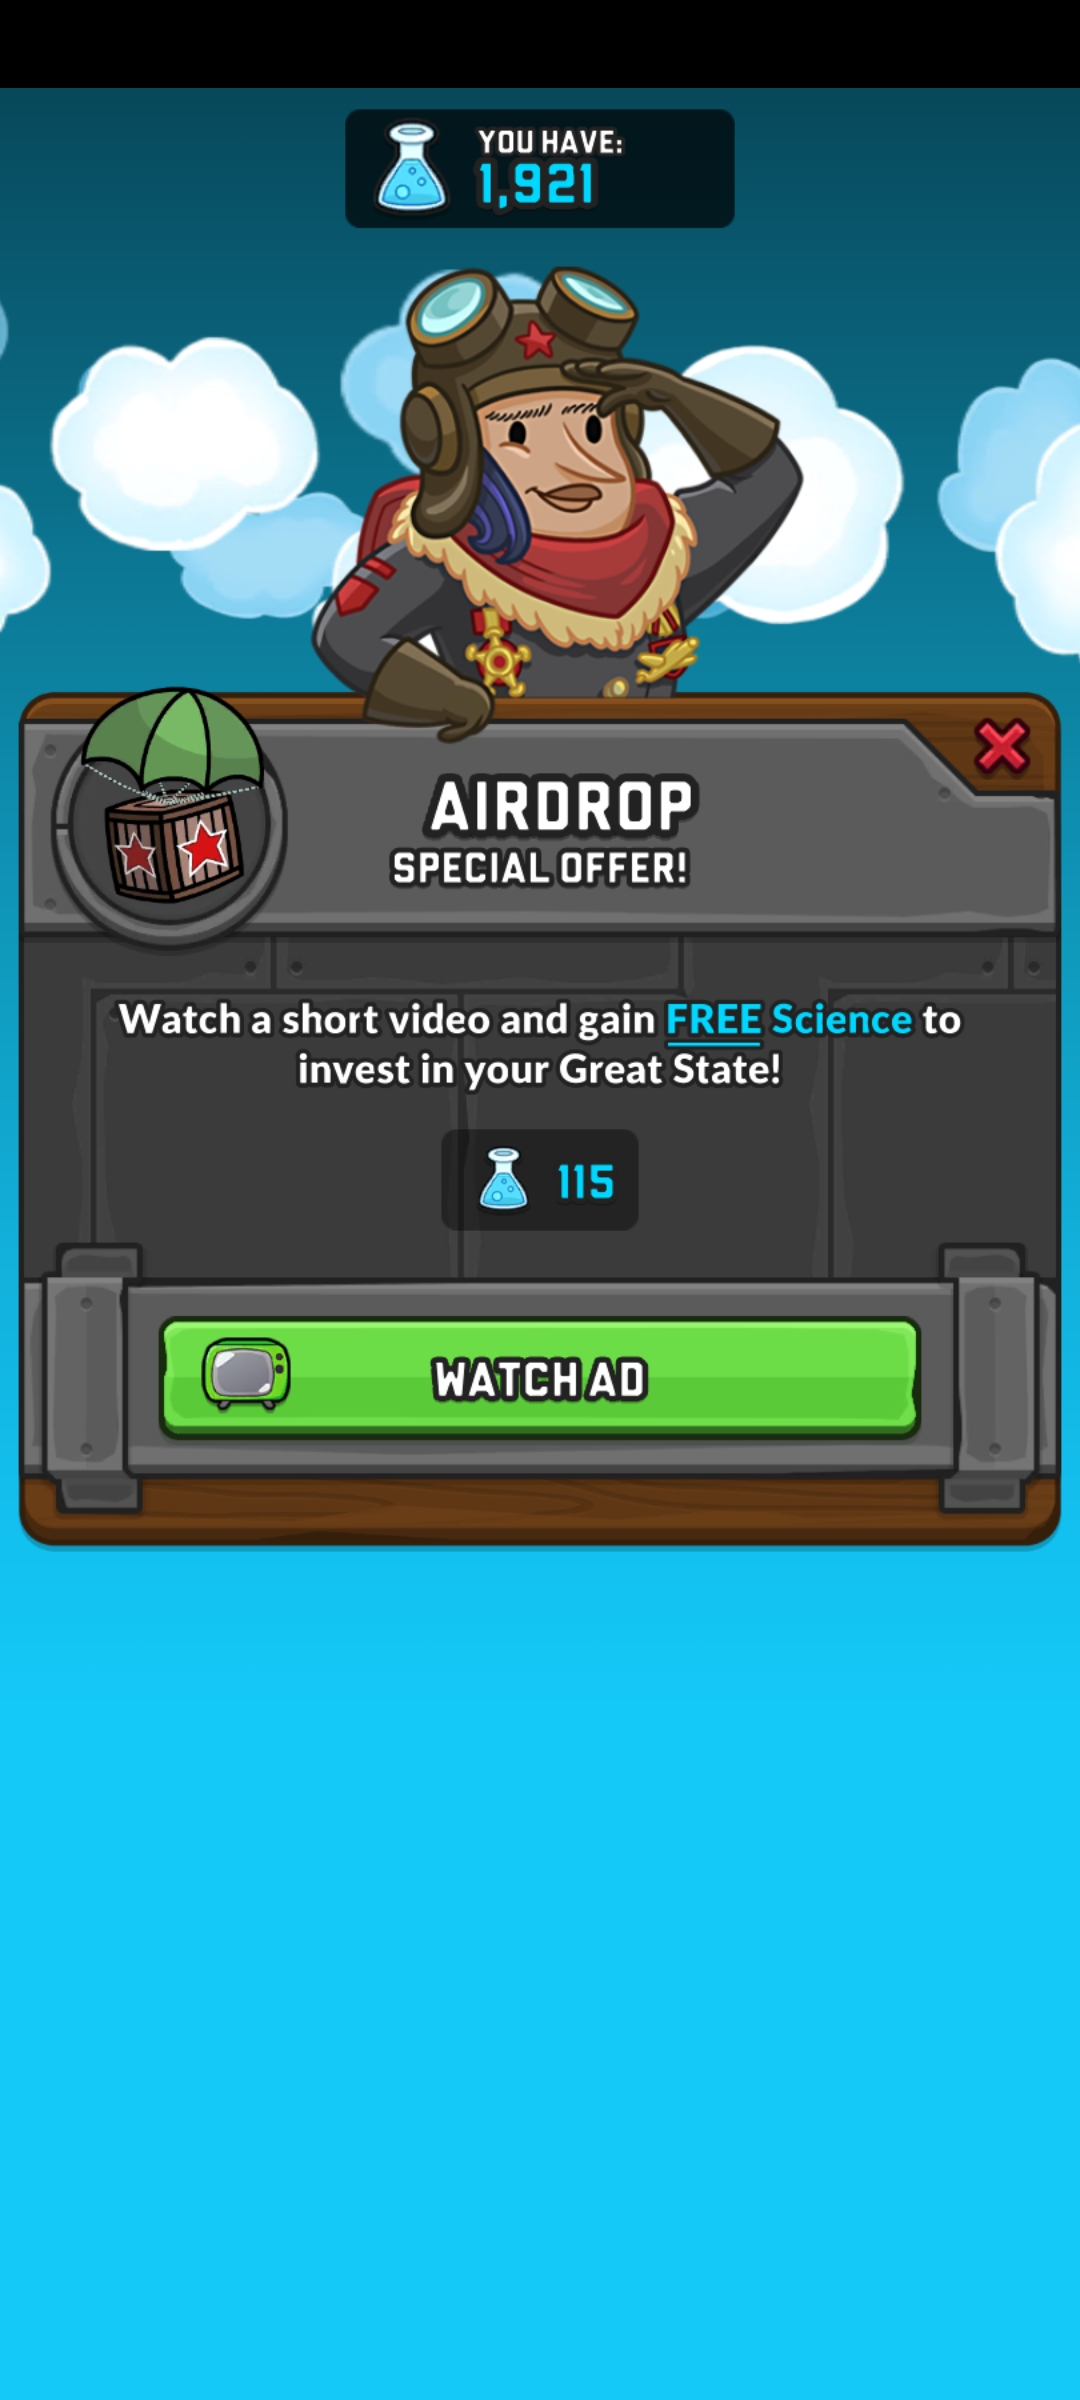 YOU HAVE:
1,921
AIRDROP
SPECIAL OFFER!
Watch a short video and gain FREE Science to
invest in your Great State!
115
WATCH AD